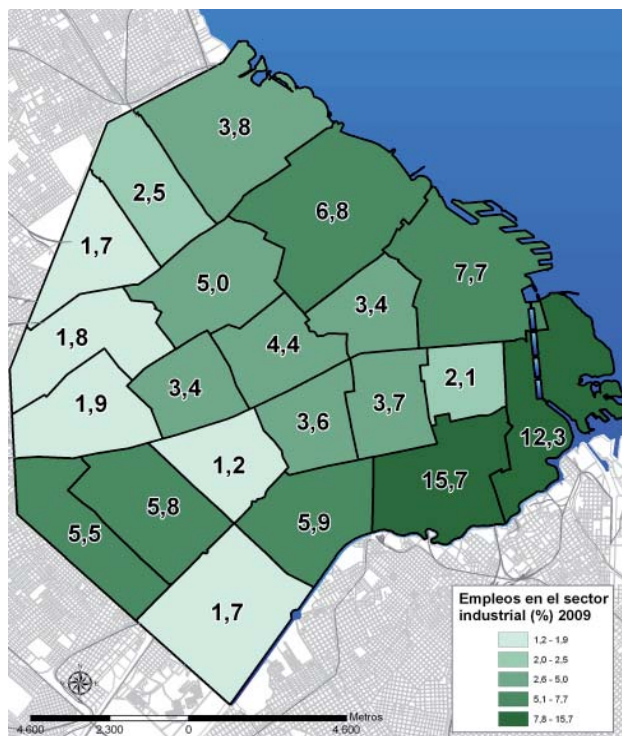 3,8
2,5
6,8
1,7
5,0
7,7
3,4
1,8
4,4
3,4
2,1
1,9
3,6
3,7
12,3
1,2
15,7
5,8
5,5
5,9
1,7
Empleos en el sector
industrial (%) 2009
1,2 - 1,9
2,0 - 2,5
2,6 - 5,0
5,1 - 7,7
7,8 - 15,7
Metros
4.600 2.300 0 4.600